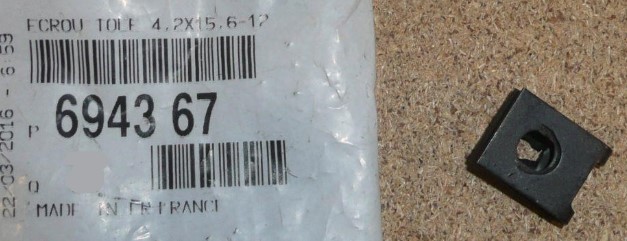 ECROU TOLE 4.2X15.6-12
P 6943 67
Q
MADE IN FRANCE
22/03/2016 - 6:59